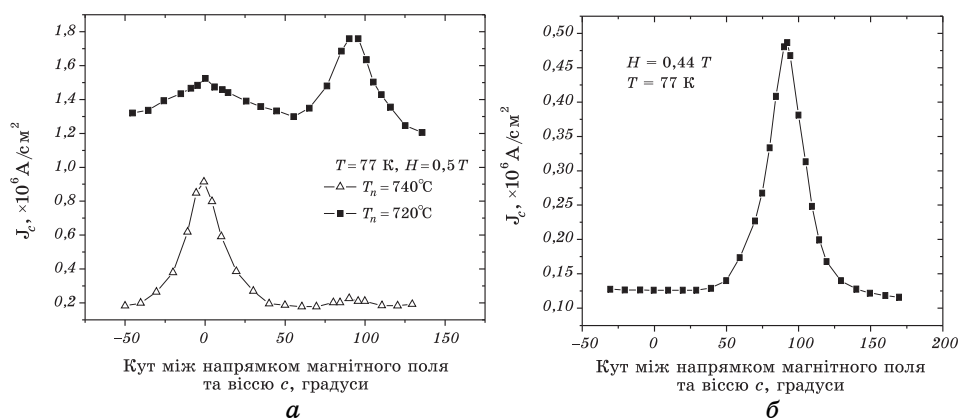 1,8
1,6
1,4
1,2
1,0
0,8
0,6
0,4
0,2
J_c, ×10^6 А/см^2
T=77 К, H=0,5 T
T_n = 740°C
T_n = 720°C
–50 0 50 100 150
Кут між напрямком магнітного поля
та віссю c, градуси
а
0,50
0,45
0,40
0,35
0,30
0,25
0,20
0,15
0,10
J_c, ×10^6 А/см^2
H = 0,44 T
T = 77 К
–50 0 50 100 150 200
Кут між напрямком магнітного поля
та віссю c, градуси
б